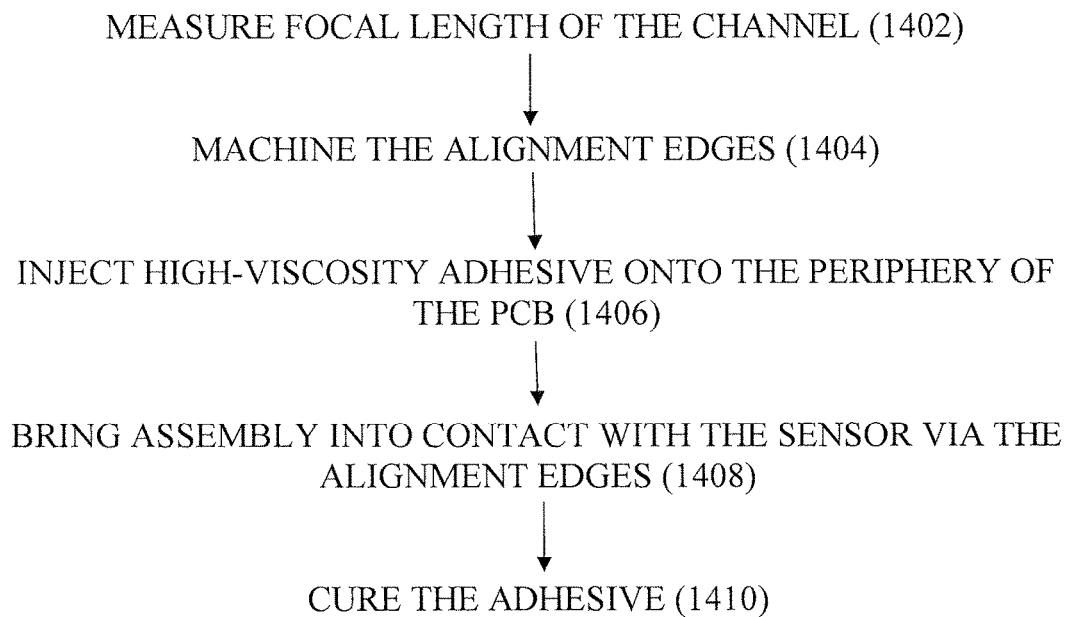 MEASURE FOCAL LENGTH OF THE CHANNEL (1402)
MACHINE THE ALIGNMENT EDGES (1404)
INJECT HIGH-VISCOSITY ADHESIVE ONTO THE PERIPHERY OF
THE PCB (1406)
BRING ASSEMBLY INTO CONTACT WITH THE SENSOR VIA THE
ALIGNMENT EDGES (1408)
CURE THE ADHESIVE (1410)